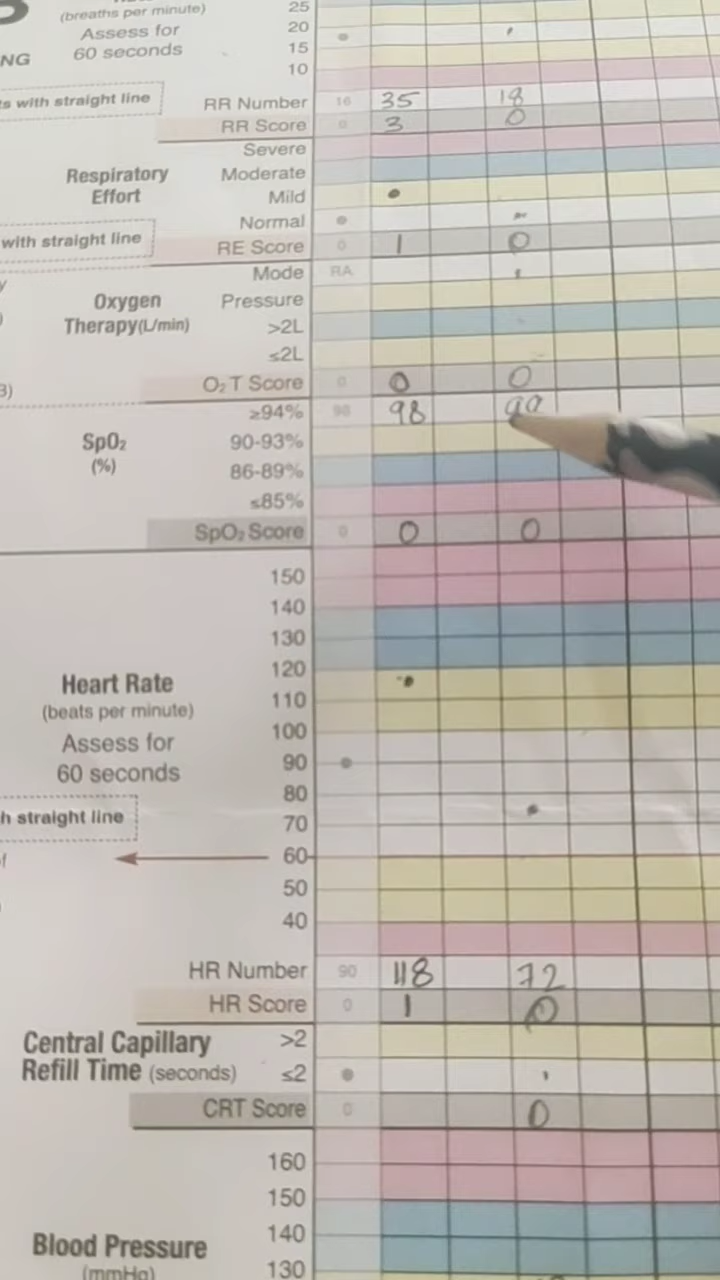 (breaths per minute) 25
Assess for 20
NG 60 seconds 15
10
s with straight line RR Number 16 35 18
RR Score 0 3 0
Severe
Respiratory Moderate
Effort Mild
Normal
with straight line RE Score 0 1 0
Mode RA
Oxygen Pressure
Therapy(L/min) >2L
≤2L
3) O₂T Score 0 0 0
≥94% 98 98 99
SpO₂ 90-93%
(%) 86-89%
≤85%
SpO₂ Score 0 0 0
150
140
130
120
Heart Rate 110
(beats per minute) 100
Assess for 90
60 seconds 80
h straight line 70
60
50
40
HR Number 90 118 72
HR Score 0 1 0
Central Capillary >2
Refill Time (seconds) ≤2
CRT Score 0 0
160
150
Blood Pressure 140
(mmHg) 130